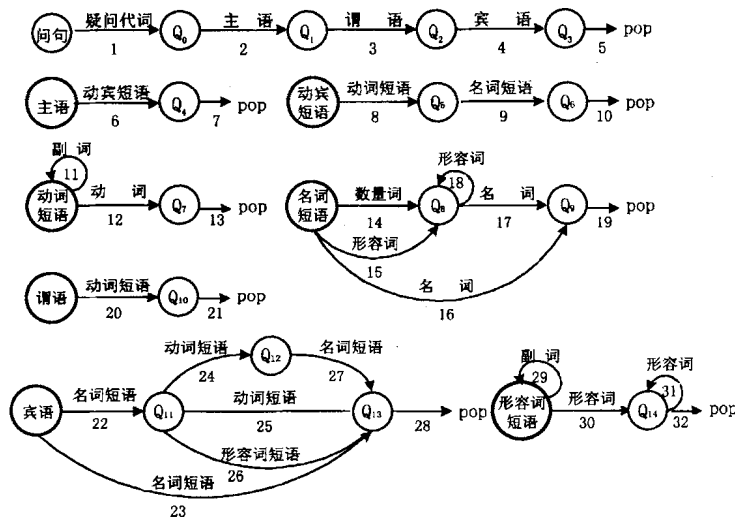 问句 疑问代词 1 Q₀ 主 语 2 Q₁ 谓 语 3 Q₂ 宾 语 4 Q₃ 5 pop
主语 动宾短语 6 Q₄ 7 pop 动宾短语 动词短语 8 Q₅ 名词短语 9 Q₆ 10 pop
副 词 11 动词短语 动 词 12 Q₇ 13 pop 名词短语 数量词 14 形容词 15 Q₈ 形容词 18 名 词 17 Q₉ 19 pop 名 词 16
谓语 动词短语 20 Q₁₀ 21 pop
宾语 名词短语 22 Q₁₁ 动词短语 24 Q₁₂ 名词短语 27 动词短语 25 Q₁₃ 28 pop 形容词短语 26 名词短语 23
副 词 29 形容词短语 形容词 30 Q₁₄ 形容词 31 32 pop